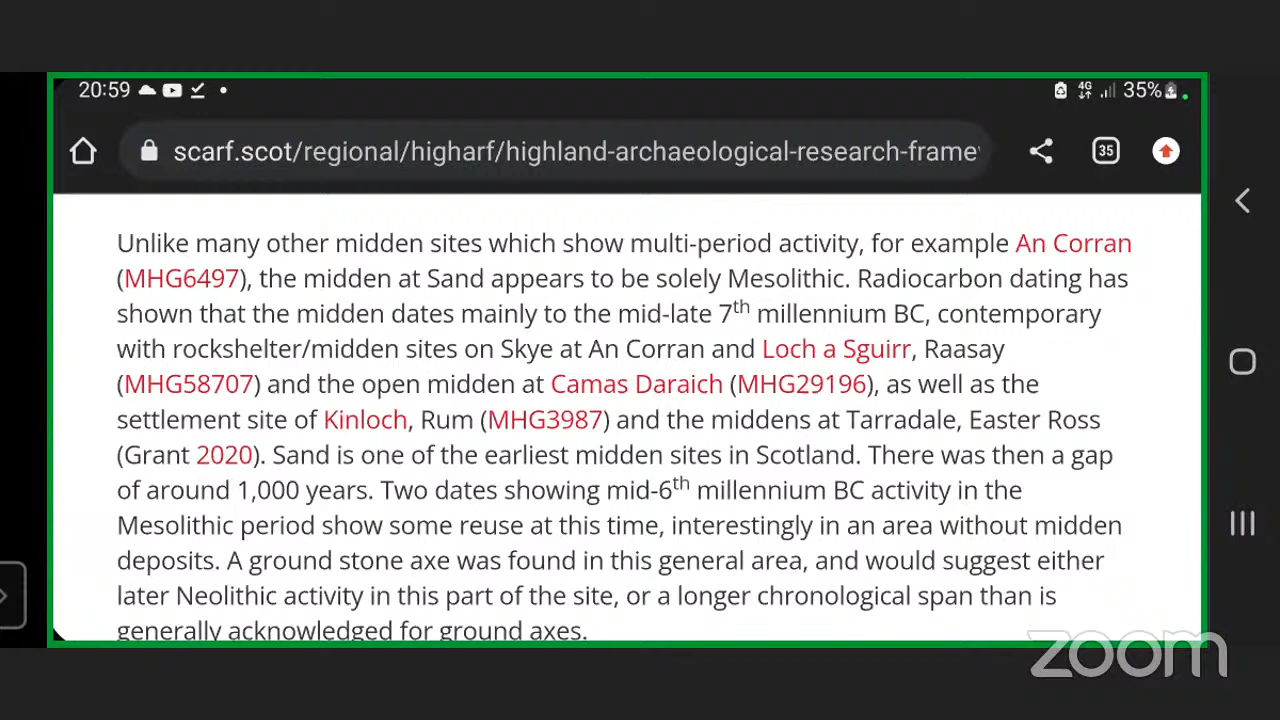 20:59
4G 35%
scarf.scot/regional/higharf/highland-archaeological-research-frame
35
Unlike many other midden sites which show multi-period activity, for example An Corran
(MHG6497), the midden at Sand appears to be solely Mesolithic. Radiocarbon dating has
shown that the midden dates mainly to the mid-late 7th millennium BC, contemporary
with rockshelter/midden sites on Skye at An Corran and Loch a Sguirr, Raasay
(MHG58707) and the open midden at Camas Daraich (MHG29196), as well as the
settlement site of Kinloch, Rum (MHG3987) and the middens at Tarradale, Easter Ross
(Grant 2020). Sand is one of the earliest midden sites in Scotland. There was then a gap
of around 1,000 years. Two dates showing mid-6th millennium BC activity in the
Mesolithic period show some reuse at this time, interestingly in an area without midden
deposits. A ground stone axe was found in this general area, and would suggest either
later Neolithic activity in this part of the site, or a longer chronological span than is
generally acknowledged for ground axes.
zoom